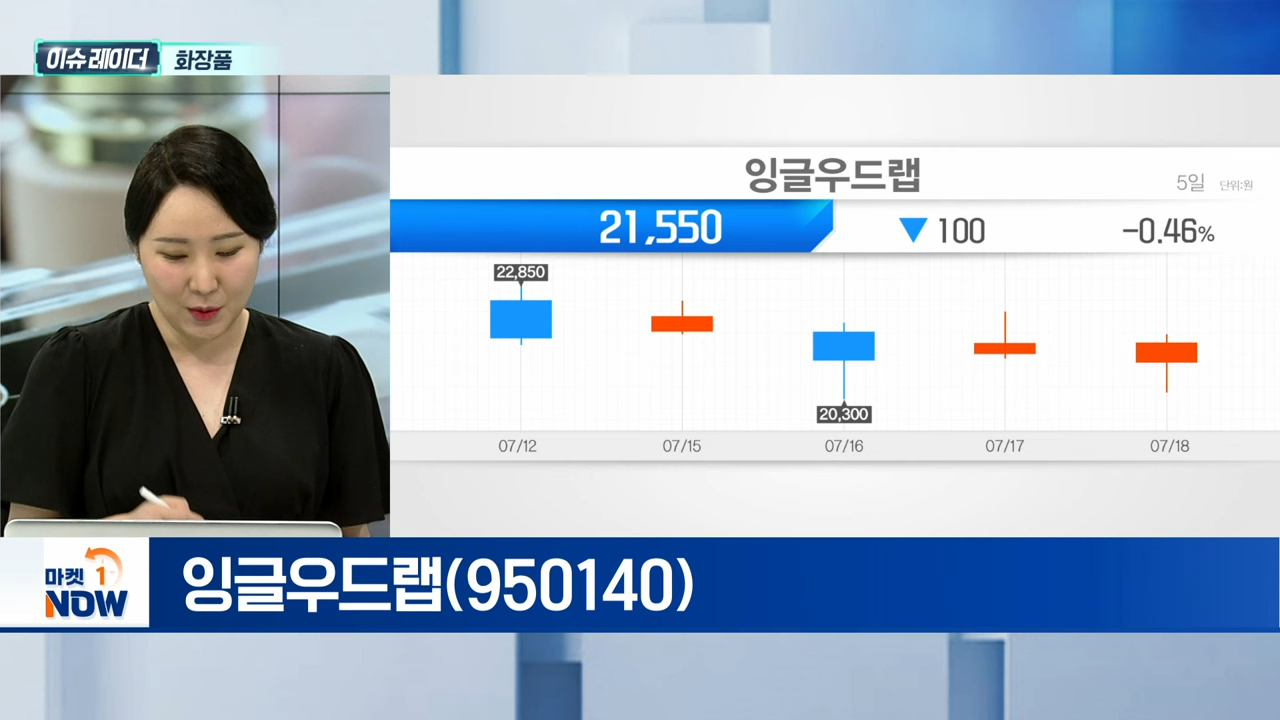 이슈레이더 화장품
잉글우드랩
5일 단위:원
21,550 ▼ 100 -0.46%
22,850
20,300
07/12 07/15 07/16 07/17 07/18
마켓 1
NOW
잉글우드랩(950140)